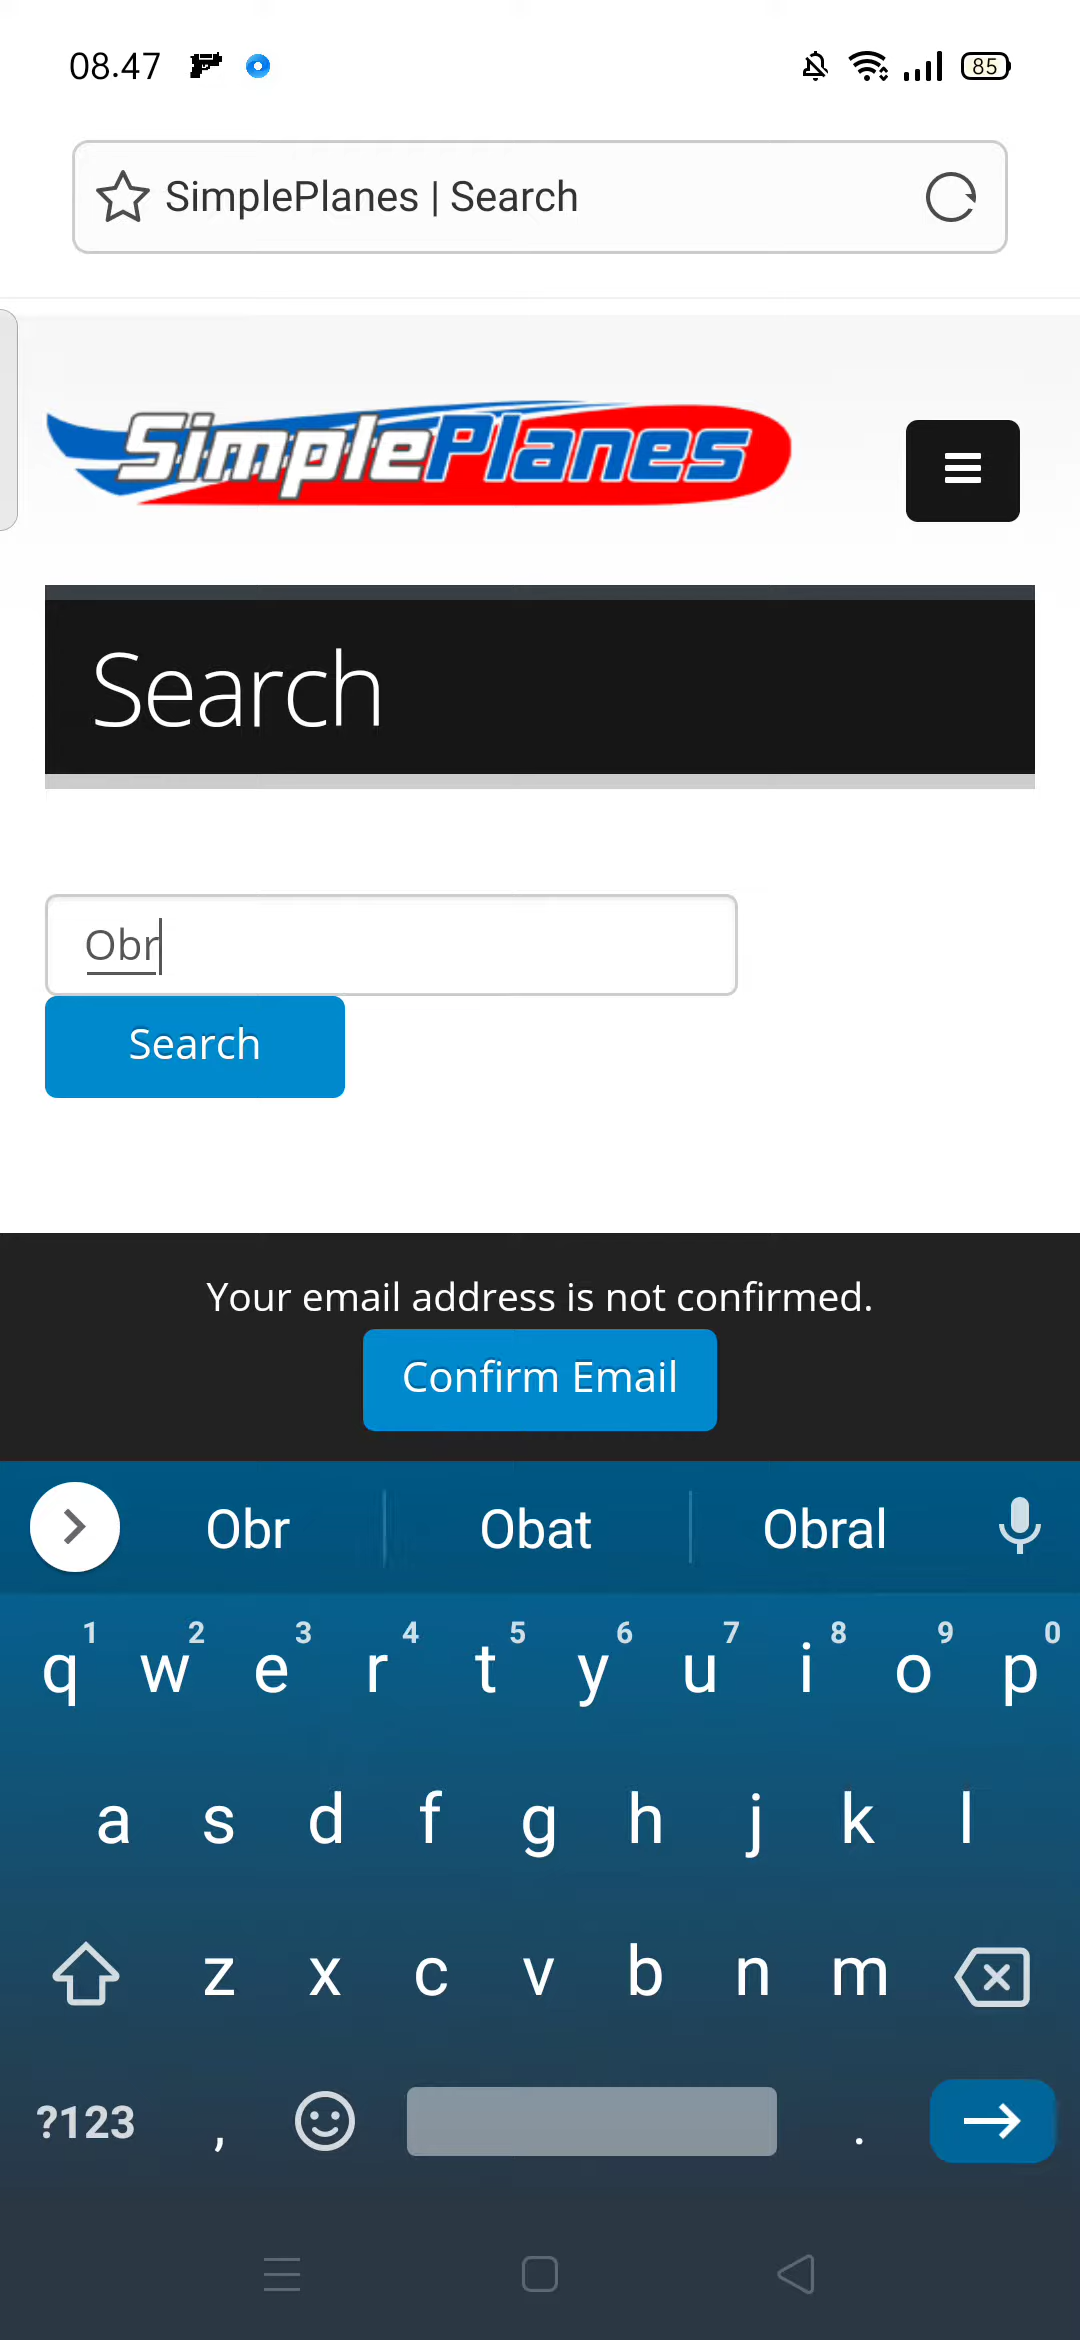 08.47
85
SimplePlanes | Search
SimplePlanes
Search
Obr
Search
Your email address is not confirmed.
Confirm Email
Obr Obat Obral
1 2 3 4 5 6 7 8 9 0
q w e r t y u i o p
a s d f g h j k l
z x c v b n m
?123 , .